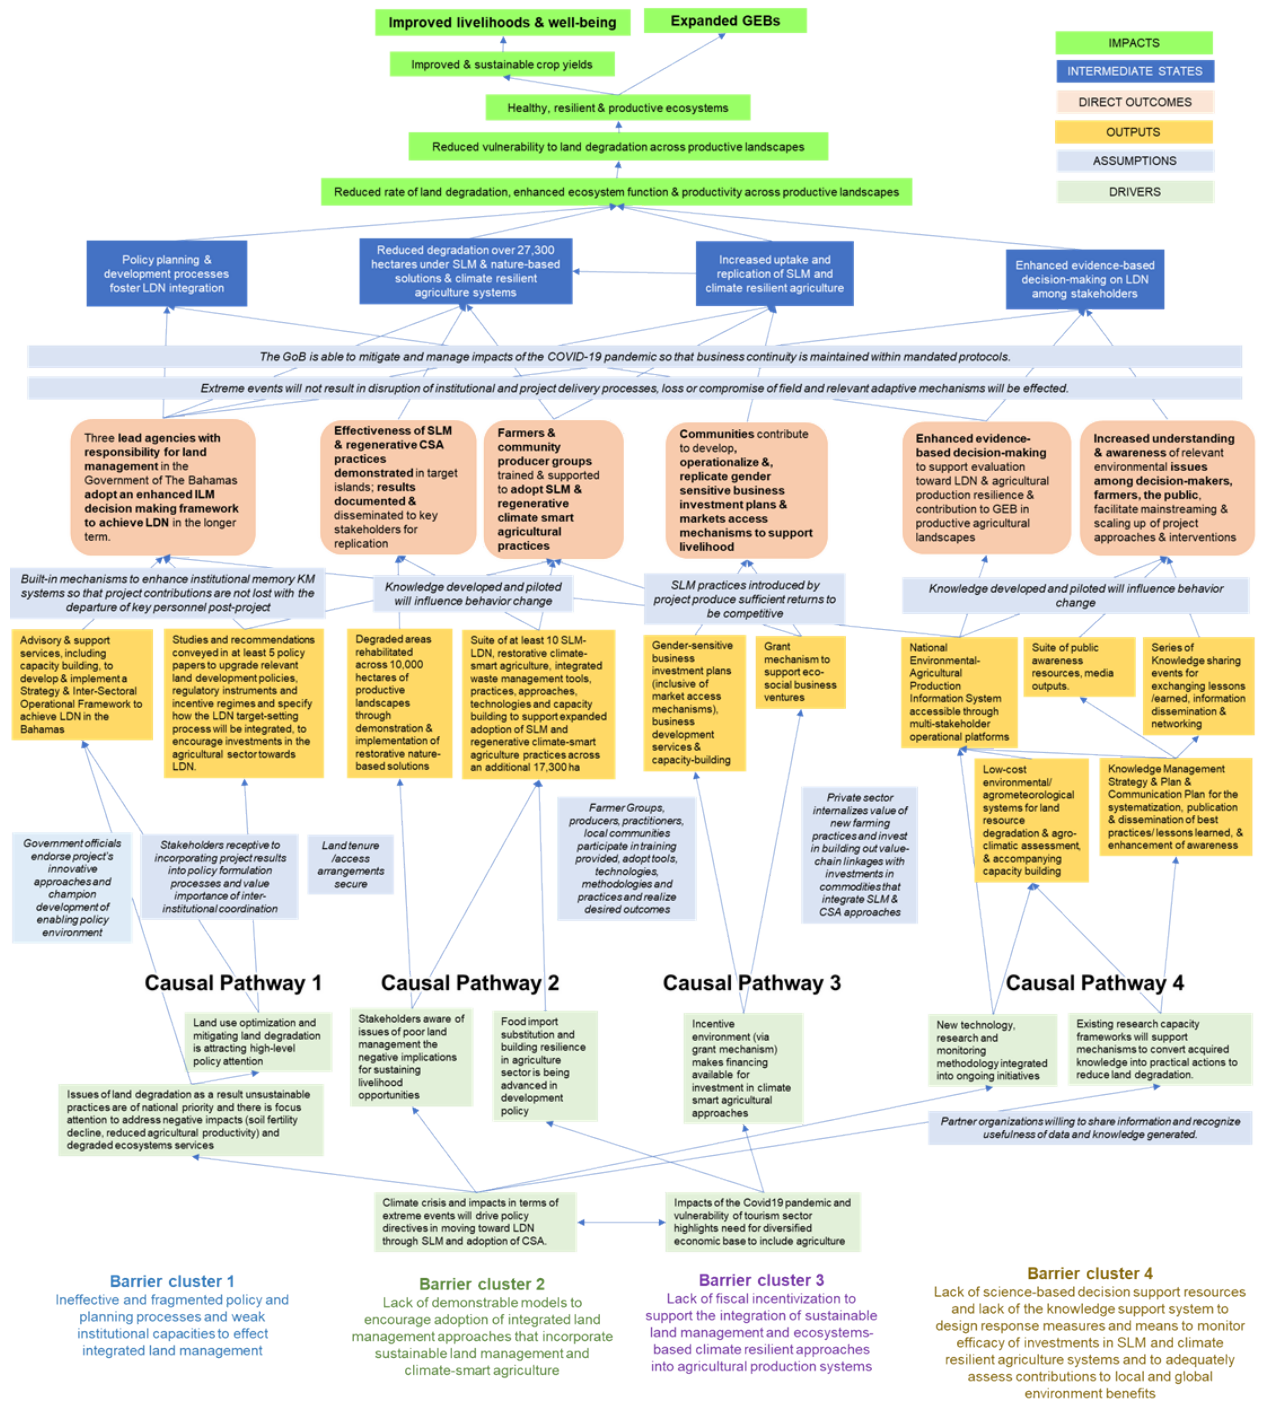 Improved livelihoods & well-being
Expanded GEBs
Improved & sustainable crop yields
Healthy, resilient & productive ecosystems
Reduced vulnerability to land degradation across productive landscapes
Reduced rate of land degradation, enhanced ecosystem function & productivity across productive landscapes
IMPACTS
INTERMEDIATE STATES
DIRECT OUTCOMES
OUTPUTS
ASSUMPTIONS
DRIVERS
Policy planning &
development processes
foster LDN integration
Reduced degradation over 27,300
hectares under SLM & nature-based
solutions & climate resilient
agriculture systems
Increased uptake and
replication of SLM and
climate resilient agriculture
Enhanced evidence-based
decision-making on LDN
among stakeholders
The GoB is able to mitigate and manage impacts of the COVID-19 pandemic so that business continuity is maintained within mandated protocols.
Extreme events will not result in disruption of institutional and project delivery processes, loss or compromise of field and relevant adaptive mechanisms will be effected.
Three lead agencies with
responsibility for land
management in the
Government of The Bahamas
adopt an enhanced ILM
decision making framework
to achieve LDN in the longer
term.
Effectiveness of SLM
& regenerative CSA
practices
demonstrated in target
islands; results
documented &
disseminated to key
stakeholders for
replication
Farmers &
community
producer groups
trained & supported
to adopt SLM &
regenerative
climate smart
agricultural
practices
Communities contribute
to develop,
operationalize &,
replicate gender
sensitive business
investment plans &
markets access
mechanisms to support
livelihood
Enhanced evidence-
based decision-making
to support evaluation
toward LDN & agricultural
production resilience &
contribution to GEB in
productive agricultural
landscapes
Increased understanding
& awareness of relevant
environmental issues
among decision-makers,
farmers, the public,
facilitate mainstreaming &
scaling up of project
approaches & interventions
Built-in mechanisms to enhance institutional memory KM
systems so that project contributions are not lost with the
departure of key personnel post-project
Knowledge developed and piloted
will influence behavior change
SLM practices introduced by
project produce sufficient returns to
be competitive
Knowledge developed and piloted will influence behavior
change
Advisory & support
services, including
capacity building, to
develop & implement a
Strategy & Inter-Sectoral
Operational Framework to
achieve LDN in the
Bahamas
Studies and recommendations
conveyed in at least 5 policy
papers to upgrade relevant
land development policies,
regulatory instruments and
incentive regimes and specify
how the LDN target-setting
process will be integrated, to
encourage investments in the
agricultural sector towards
LDN.
Degraded areas
rehabilitated
across 10,000
hectares of
productive
landscapes
through
demonstration &
implementation of
restorative nature-
based solutions
Suite of at least 10 SLM-
LDN, restorative climate-
smart agriculture, integrated
waste management tools,
practices, approaches,
technologies and capacity
building to support expanded
adoption of SLM and
regenerative climate-smart
agriculture practices across
an additional 17,300 ha
Gender-sensitive
business
investment plans
(inclusive of
market access
mechanisms),
business
development
services &
capacity-building
Grant
mechanism to
support eco-
social business
ventures
National
Environmental-
Agricultural
Production
Information System
accessible through
multi-stakeholder
operational platforms
Suite of public
awareness
resources, media
outputs.
Series of
Knowledge sharing
events for
exchanging lessons
/earned, information
dissemination &
networking
Low-cost
environmental/
agrometeorological
systems for land
resource
degradation & agro-
climatic assessment,
& accompanying
capacity building
Knowledge Management
Strategy & Plan &
Communication Plan for the
systematization, publication
& dissemination of best
practices/ lessons learned, &
enhancement of awareness
Government officials
endorse project's
innovative
approaches and
champion
development of
enabling policy
environment
Stakeholders receptive to
incorporating project results
into policy formulation
processes and value
importance of inter-
institutional coordination
Land tenure
/access
arrangements
secure
Farmer Groups,
producers, practitioners,
local communities
participate in training
provided, adopt tools,
technologies,
methodologies and
practices and realize
desired outcomes
Private sector
internalizes value of
new farming
practices and invest
in building out value-
chain linkages with
investments in
commodities that
integrate SLM &
CSA approaches
Causal Pathway 1
Causal Pathway 2
Causal Pathway 3
Causal Pathway 4
Land use optimization and
mitigating land degradation
is attracting high-level
policy attention
Issues of land degradation as a result unsustainable
practices are of national priority and there is focus
attention to address negative impacts (soil fertility
decline, reduced agricultural productivity) and
degraded ecosystems services
Stakeholders aware of
issues of poor land
management the
negative implications
for sustaining
livelihood
opportunities
Food import
substitution and
building resilience
in agriculture
sector is being
advanced in
development
policy
Incentive
environment (via
grant mechanism)
makes financing
available for
investment in climate
smart agricultural
approaches
New technology,
research and
monitoring
methodology integrated
into ongoing initiatives
Existing research capacity
frameworks will support
mechanisms to convert acquired
knowledge into practical actions to
reduce land degradation.
Partner organizations willing to share information and recognize
usefulness of data and knowledge generated.
Climate crisis and impacts in terms of
extreme events will drive policy
directives in moving toward LDN
through SLM and adoption of CSA.
Impacts of the Covid19 pandemic and
vulnerability of tourism sector
highlights need for diversified
economic base to include agriculture
Barrier cluster 1
Ineffective and fragmented policy and
planning processes and weak
institutional capacities to effect
integrated land management
Barrier cluster 2
Lack of demonstrable models to
encourage adoption of integrated land
management approaches that incorporate
sustainable land management and
climate-smart agriculture
Barrier cluster 3
Lack of fiscal incentivization to
support the integration of sustainable
land management and ecosystems-
based climate resilient approaches
into agricultural production systems
Barrier cluster 4
Lack of science-based decision support resources
and lack of the knowledge support system to
design response measures and means to monitor
efficacy of investments in SLM and climate
resilient agriculture systems and to adequately
assess contributions to local and global
environment benefits